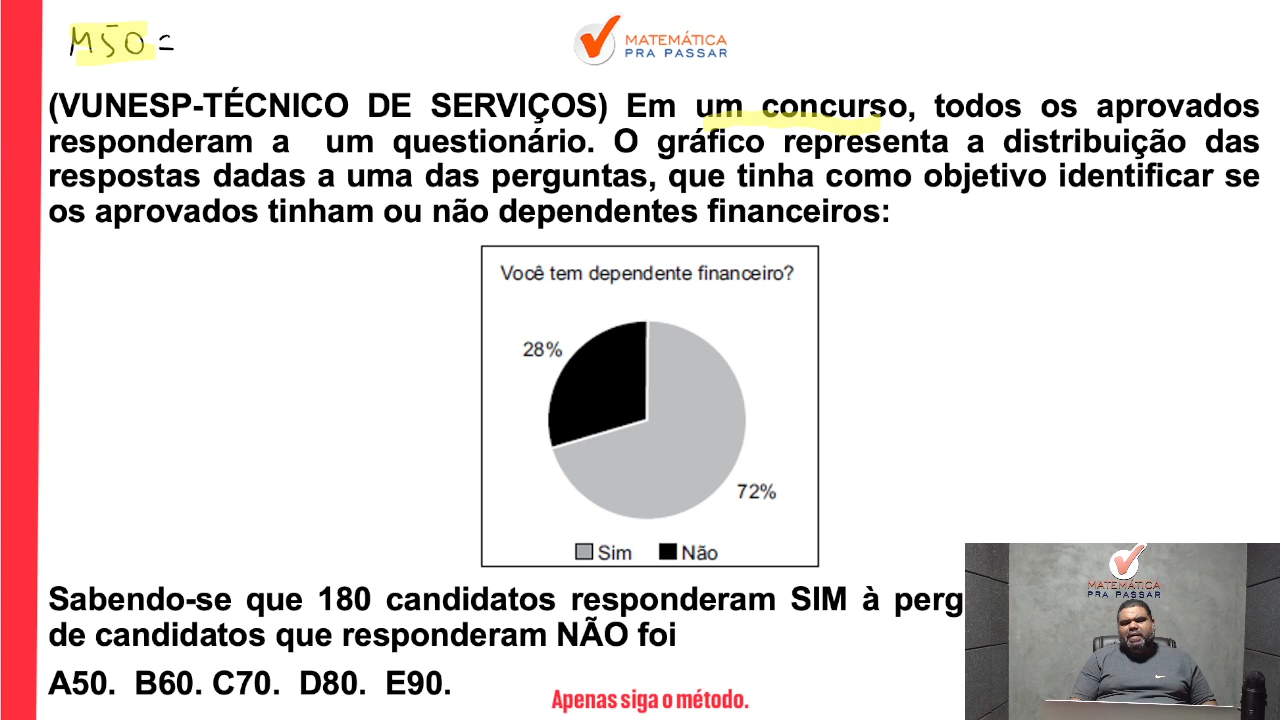 M50 =
MATEMÁTICA
PRA PASSAR
(VUNESP-TÉCNICO DE SERVIÇOS) Em um concurso, todos os aprovados
responderam a um questionário. O gráfico representa a distribuição das
respostas dadas a uma das perguntas, que tinha como objetivo identificar se
os aprovados tinham ou não dependentes financeiros:
Você tem dependente financeiro?
28%
72%
Sim Não
Sabendo-se que 180 candidatos responderam SIM à perg
de candidatos que responderam NÃO foi
A50. B60. C70. D80. E90.
Apenas siga o método.
MATEMÁTICA
PRA PASSAR